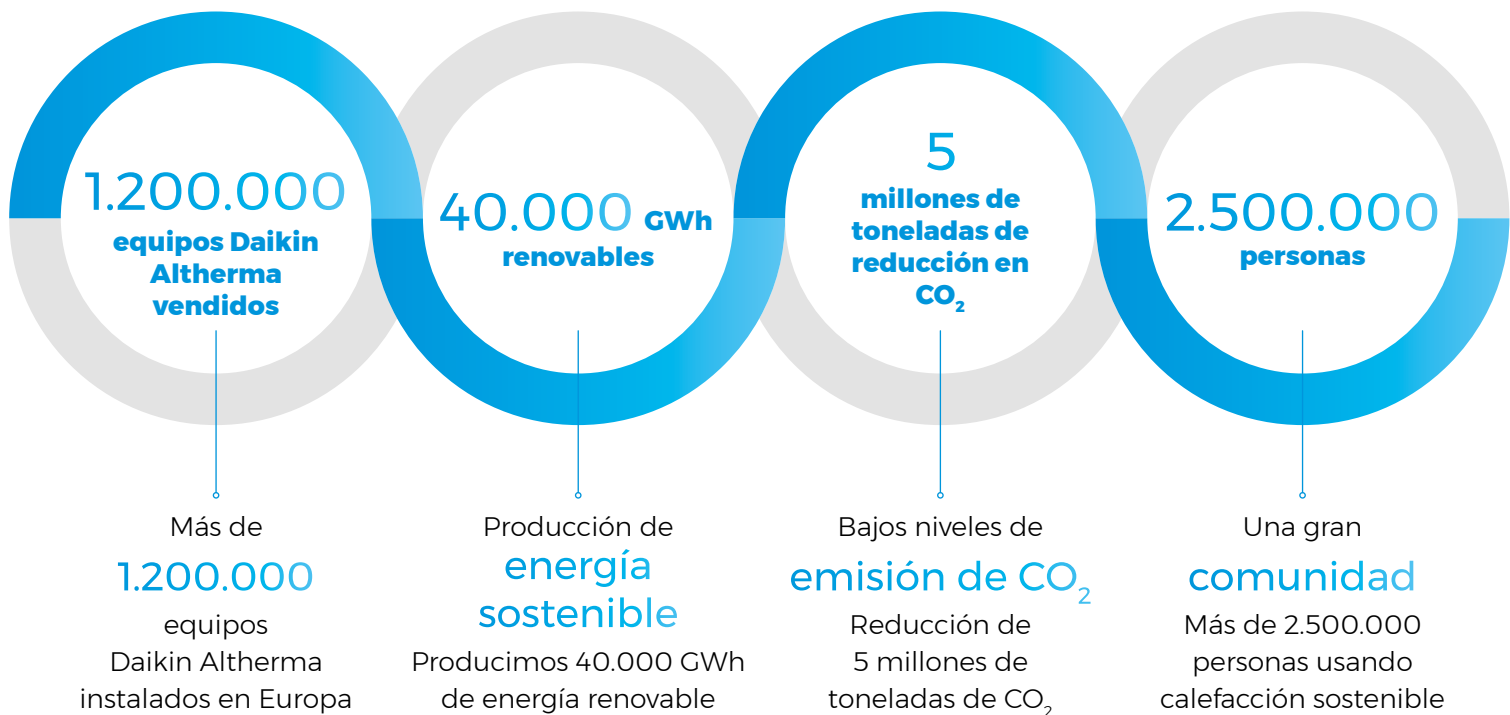 1.200.000
equipos Daikin
Altherma
vendidos
40.000 GWh
renovables
5
millones de
toneladas de
reducción en
CO₂
2.500.000
personas
Más de
1.200.000
equipos
Daikin Altherma
instalados en Europa
Producción de
energía
sostenible
Producimos 40.000 GWh
de energía renovable
Bajos niveles de
emisión de CO₂
Reducción de
5 millones de
toneladas de CO₂
Una gran
comunidad
Más de 2.500.000
personas usando
calefacción sostenible